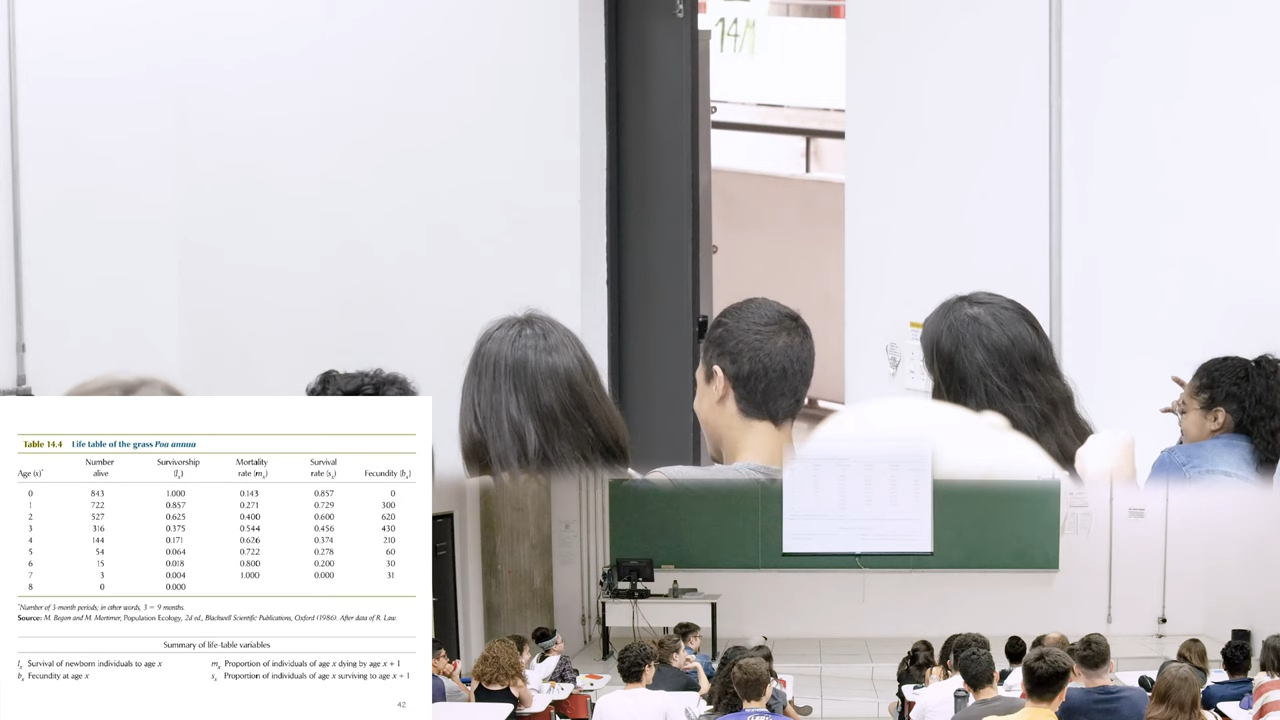 14/
Table 14.4 Life table of the grass Poa annua
Age (x)* Number alive Survivorship (lx) Mortality rate (mx) Survival rate (sx) Fecundity (bx)
0 843 1.000 0.143 0.857 0
1 722 0.857 0.271 0.729 300
2 527 0.625 0.400 0.600 620
3 316 0.375 0.544 0.456 430
4 144 0.171 0.626 0.374 210
5 54 0.064 0.722 0.278 60
6 15 0.018 0.800 0.200 30
7 3 0.004 1.000 0.000 31
8 0 0.000
*Number of 3-month periods; in other words, 3 = 9 months.
Source: M. Begon and M. Mortimer, Population Ecology, 2d ed., Blackwell Scientific Publications, Oxford (1986). After data of R. Law.
Summary of life-table variables
lx Survival of newborn individuals to age x mx Proportion of individuals of age x dying by age x + 1
bx Fecundity at age x sx Proportion of individuals of age x surviving to age x + 1
42